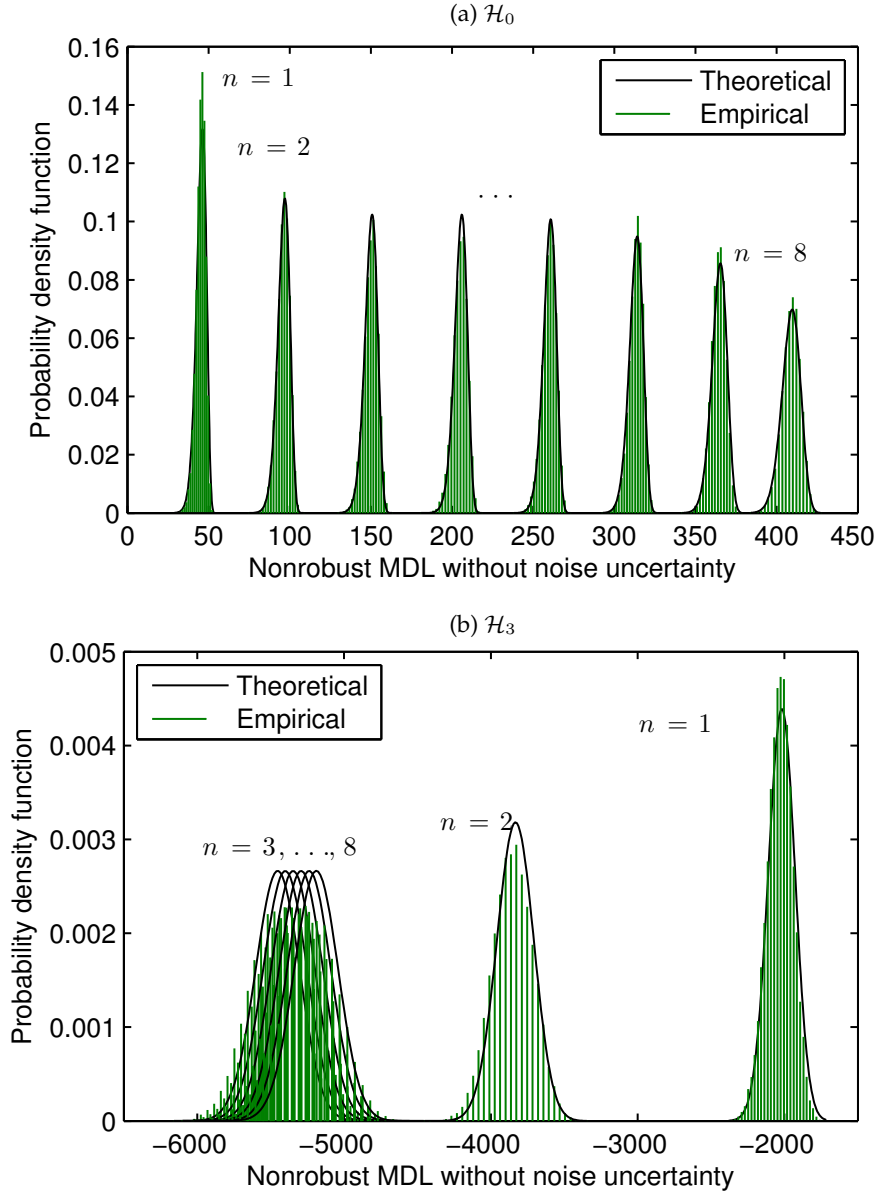 (a) H₀
0.16
0.14
0.12
0.1
0.08
0.06
0.04
0.02
0
Probability density function
n = 1
n = 2
. . .
n = 8
Theoretical
Empirical
0 50 100 150 200 250 300 350 400 450
Nonrobust MDL without noise uncertainty
(b) H₃
0.005
0.004
0.003
0.002
0.001
0
Probability density function
Theoretical
Empirical
n = 1
n = 2
n = 3, . . ., 8
−6000 −5000 −4000 −3000 −2000
Nonrobust MDL without noise uncertainty